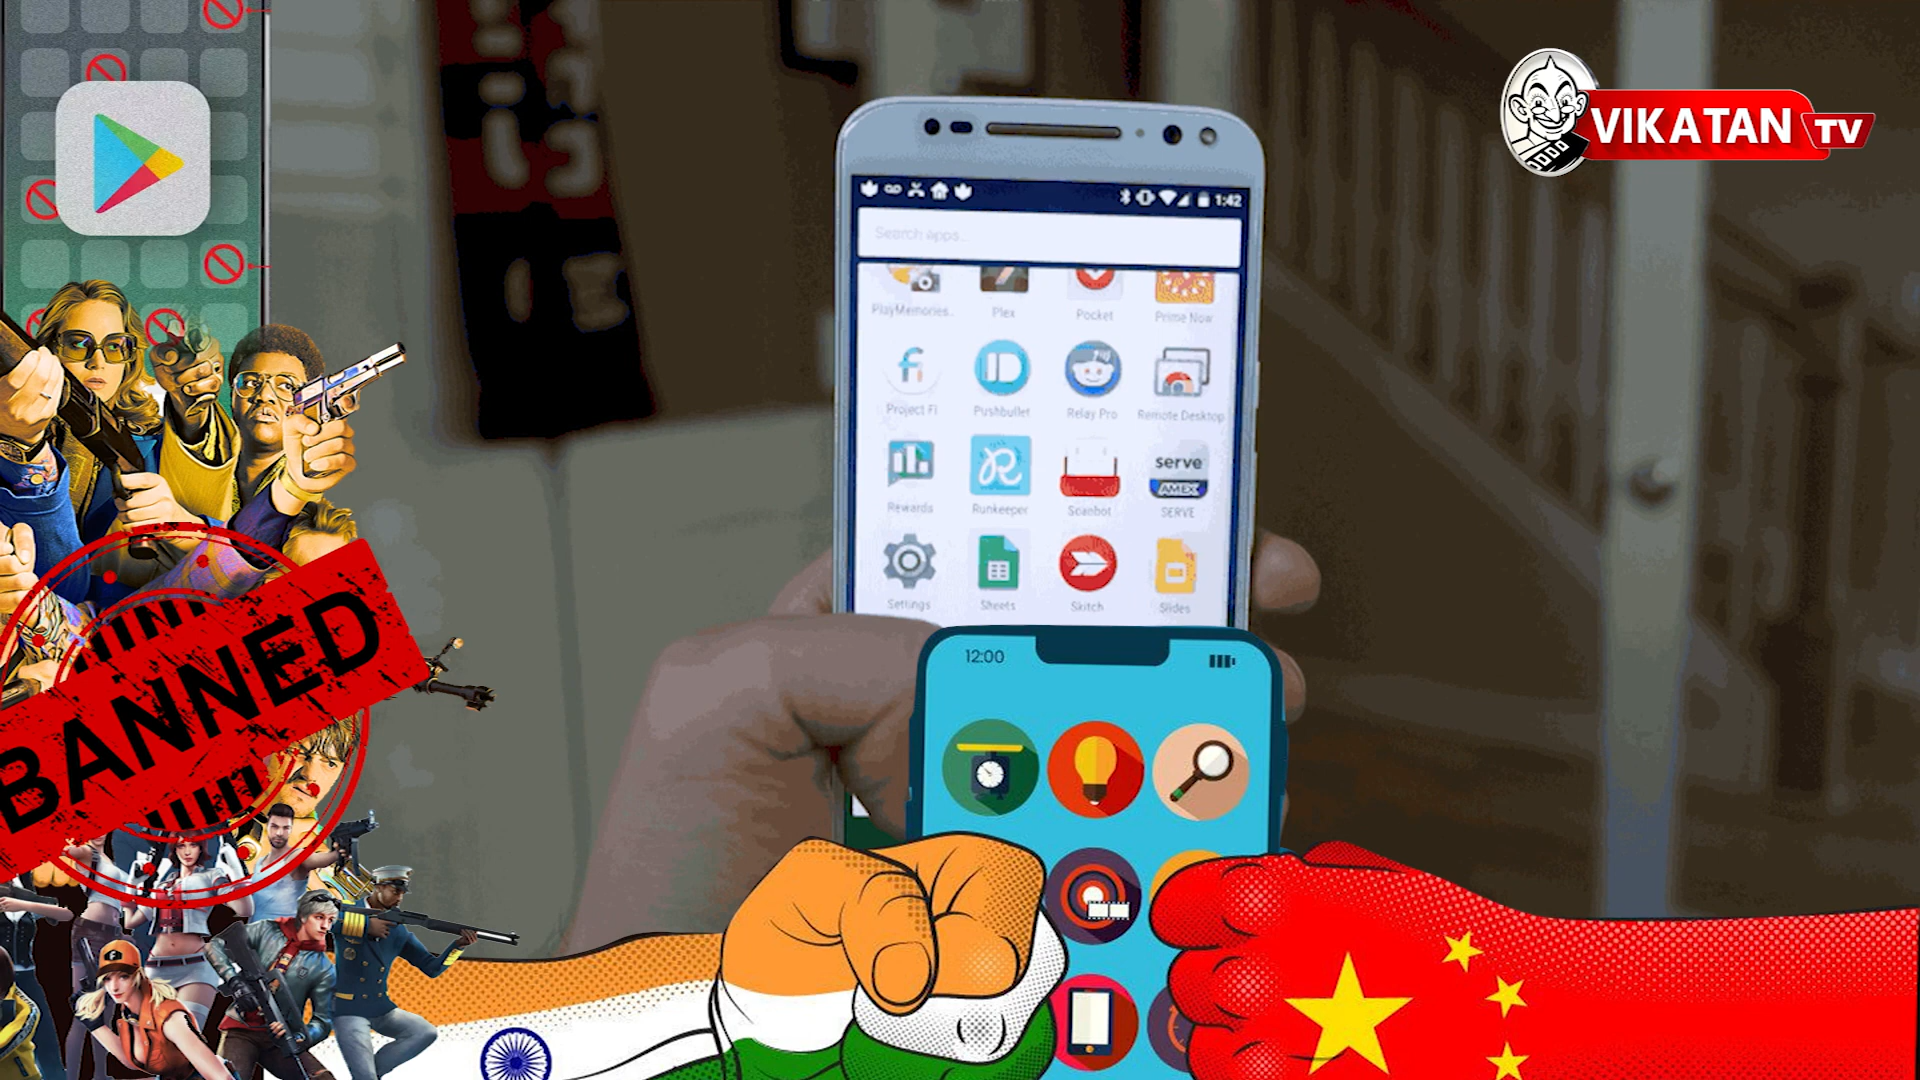 VIKATAN TV
1:42
Search apps..
PlayMemories..
Plex
Pocket
Prime Now
Project Fi
Pushbullet
Relay Pro
Remote Desktop
serve
AMEX
Rewards
Runkeeper
Scanbot
SERVE
Settings
Sheets
Skitch
Slides
BANNED
12:00